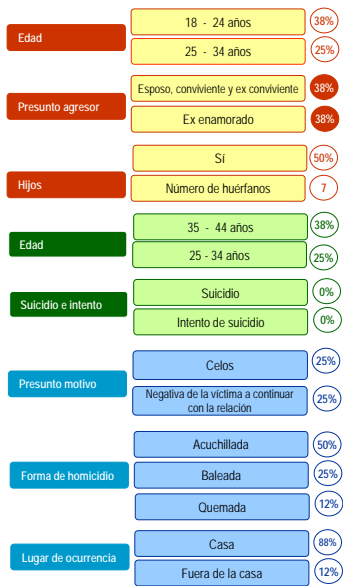 Edad
18 - 24 años 38%
25 - 34 años 25%
Presunto agresor
Esposo, conviviente y ex conviviente 38%
Ex enamorado 38%
Hijos
Sí 50%
Número de huérfanos 7
Edad
35 - 44 años 38%
25 - 34 años 25%
Suicidio e intento
Suicidio 0%
Intento de suicidio 0%
Presunto motivo
Celos 25%
Negativa de la víctima a continuar
con la relación 25%
Forma de homicidio
Acuchillada 50%
Baleada 25%
Quemada 12%
Lugar de ocurrencia
Casa 88%
Fuera de la casa 12%